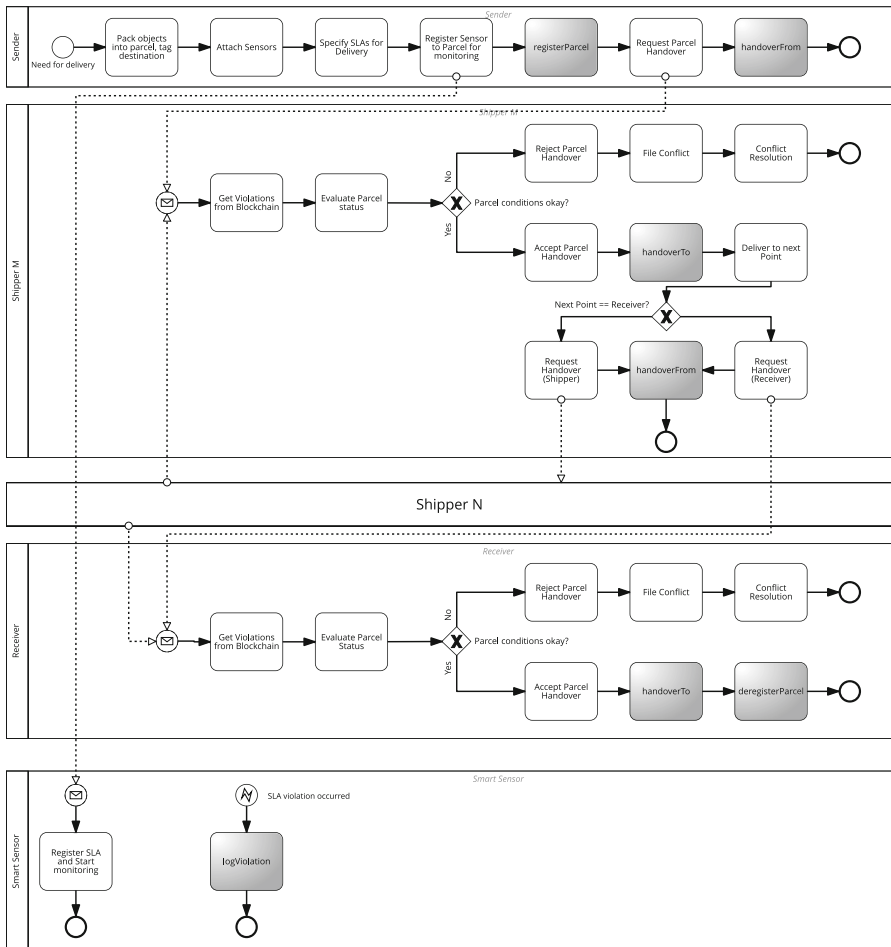 Sender
Sender
Need for delivery
Pack objects
into parcel, tag
destination
Attach Sensors
Specify SLAs for
Delivery
Register Sensor
to Parcel for
monitoring
registerParcel
Request Parcel
Handover
handoverFrom
Shipper M
Shipper M
Get Violations
from Blockchain
Evaluate Parcel
status
No
Yes
Parcel conditions okay?
Reject Parcel
Handover
File Conflict
Conflict
Resolution
Accept Parcel
Handover
handoverTo
Deliver to next
Point
Next Point == Receiver?
Request
Handover
(Shipper)
handoverFrom
Request
Handover
(Receiver)
Shipper N
Receiver
Receiver
Get Violations
from Blockchain
Evaluate Parcel
Status
No
Yes
Parcel conditions okay?
Reject Parcel
Handover
File Conflict
Conflict
Resolution
Accept Parcel
Handover
handoverTo
deregisterParcel
Smart Sensor
Smart Sensor
SLA violation occurred
Register SLA
and Start
monitoring
logViolation